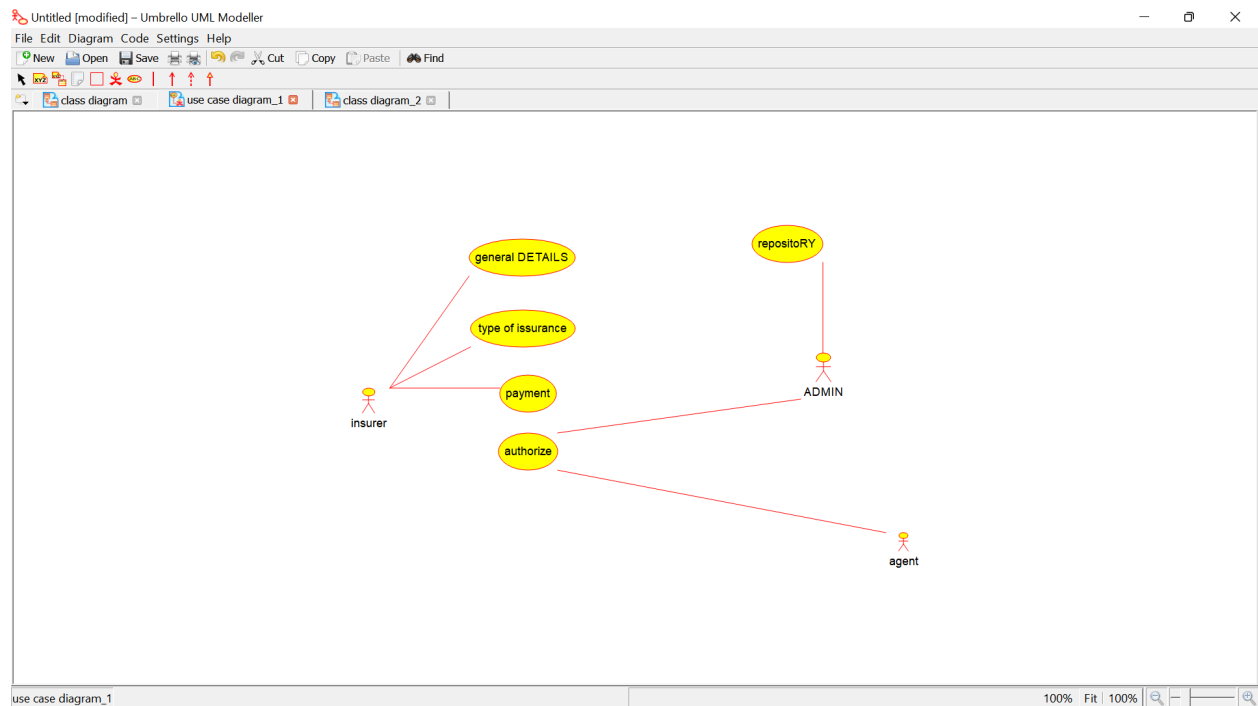 Untitled [modified] – Umbrello UML Modeller
File Edit Diagram Code Settings Help
New Open Save Cut Copy Paste Find
XYZ ABC
class diagram use case diagram_1 class diagram_2
repositoRY
general DETAILS
type of issurance
payment
ADMIN
insurer
authorize
agent
use case diagram_1 100% Fit 100%